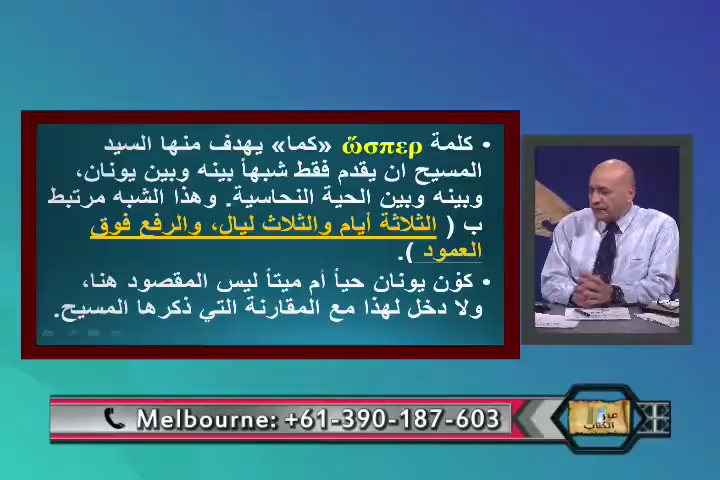 • كلمة ὥσπερ «كما» يهدف منها السيد
المسيح ان يقدم فقط شبهاً بينه وبين يونان،
وبينه وبين الحية النحاسية. وهذا الشبه مرتبط
ب ( الثلاثة أيام والثلاث ليال، والرفع فوق
العمود ).
• كوْن يونان حياً أم ميتاً ليس المقصود هنا،
ولا دخل لهذا مع المقارنة التي ذكرها المسيح.
Melbourne: +61-390-187-603
الكتاب